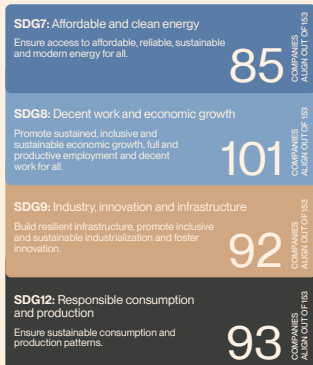 SDG7: Affordable and clean energy
Ensure access to affordable, reliable, sustainable
and modern energy for all.
85
COMPANIES
ALIGN OUT OF 153
SDG8: Decent work and economic growth
Promote sustained, inclusive and
sustainable economic growth, full and
productive employment and decent
work for all.
101
COMPANIES
ALIGN OUT OF 153
SDG9: Industry, innovation and infrastructure
Build resilient infrastructure, promote inclusive
and sustainable industrialization and foster
innovation.
92
COMPANIES
ALIGN OUT OF 153
SDG12: Responsible consumption
and production
Ensure sustainable consumption and
production patterns.
93
COMPANIES
ALIGN OUT OF 153